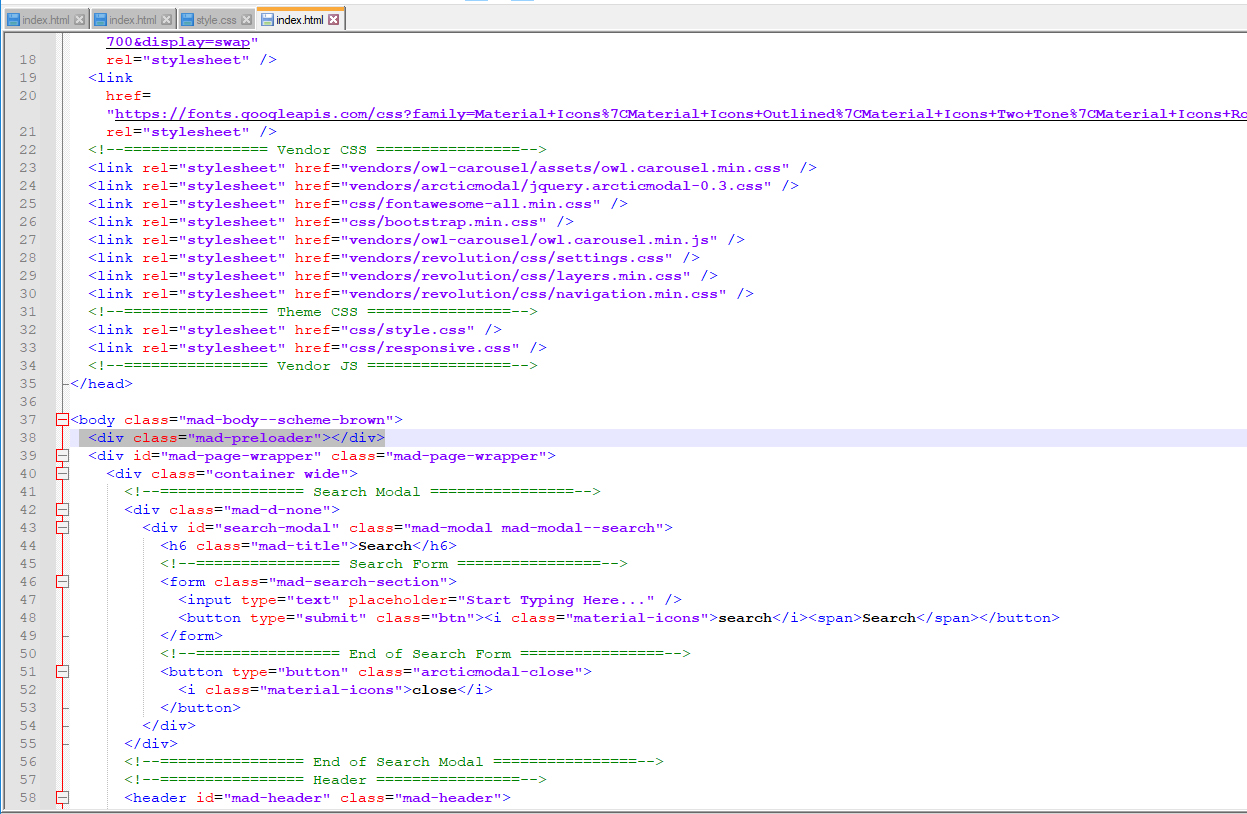 index.html index.html style.css index.html
700&display=swap"
18 rel="stylesheet" />
19 <link
20 href=
"https://fonts.googleapis.com/css?family=Material+Icons%7CMaterial+Icons+Outlined%7CMaterial+Icons+Two+Tone%7CMaterial+Icons+Ro
21 rel="stylesheet" />
22 <!--================ Vendor CSS ================-->
23 <link rel="stylesheet" href="vendors/owl-carousel/assets/owl.carousel.min.css" />
24 <link rel="stylesheet" href="vendors/arcticmodal/jquery.arcticmodal-0.3.css" />
25 <link rel="stylesheet" href="css/fontawesome-all.min.css" />
26 <link rel="stylesheet" href="css/bootstrap.min.css" />
27 <link rel="stylesheet" href="vendors/owl-carousel/owl.carousel.min.js" />
28 <link rel="stylesheet" href="vendors/revolution/css/settings.css" />
29 <link rel="stylesheet" href="vendors/revolution/css/layers.min.css" />
30 <link rel="stylesheet" href="vendors/revolution/css/navigation.min.css" />
31 <!--================ Theme CSS ================-->
32 <link rel="stylesheet" href="css/style.css" />
33 <link rel="stylesheet" href="css/responsive.css" />
34 <!--================ Vendor JS ================-->
35 </head>
36
37 <body class="mad-body--scheme-brown">
38 <div class="mad-preloader"></div>
39 <div id="mad-page-wrapper" class="mad-page-wrapper">
40 <div class="container wide">
41 <!--================ Search Modal ================-->
42 <div class="mad-d-none">
43 <div id="search-modal" class="mad-modal mad-modal--search">
44 <h6 class="mad-title">Search</h6>
45 <!--================ Search Form ================-->
46 <form class="mad-search-section">
47 <input type="text" placeholder="Start Typing Here..." />
48 <button type="submit" class="btn"><i class="material-icons">search</i><span>Search</span></button>
49 </form>
50 <!--================ End of Search Form ================-->
51 <button type="button" class="arcticmodal-close">
52 <i class="material-icons">close</i>
53 </button>
54 </div>
55 </div>
56 <!--================ End of Search Modal ================-->
57 <!--================ Header ================-->
58 <header id="mad-header" class="mad-header">